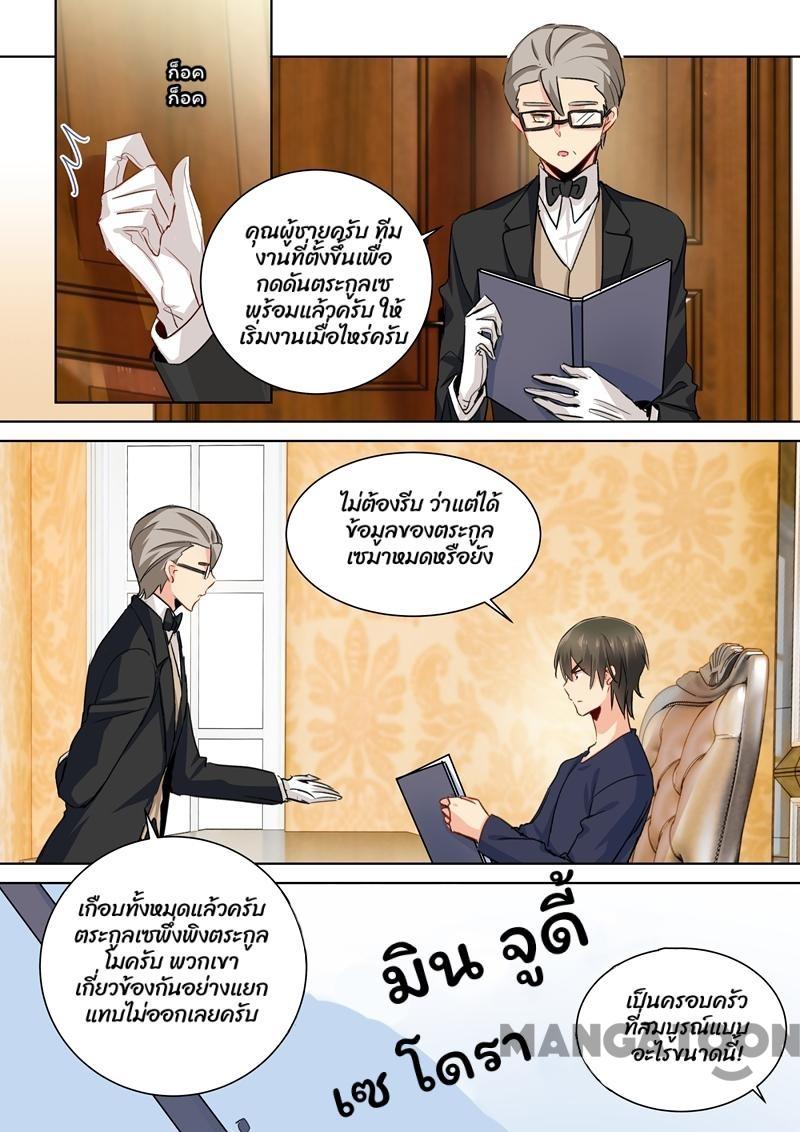 ก็อค
ก็อค
คุณผู้ชายครับ ทีม
งานที่ตั้งขึ้นเพื่อ
กดดันตระกูลเซ
พร้อมแล้วครับ ให้
เริ่มงานเมื่อไหร่ครับ
ไม่ต้องรีบ ว่าแต่ได้
ข้อมูลของตระกูล
เซมาหมดหรือยัง
เกือบทั้งหมดแล้วครับ
ตระกูลเซพึ่งพิงตระกูล
โมครับ พวกเขา
เกี่ยวข้องกันอย่างแยก
แทบไม่ออกเลยครับ
มิน จูดี้
เซ โดรา
เป็นครอบครัว
ที่สมบูรณ์แบบ
อะไรขนาดนี้!
MANGATOON